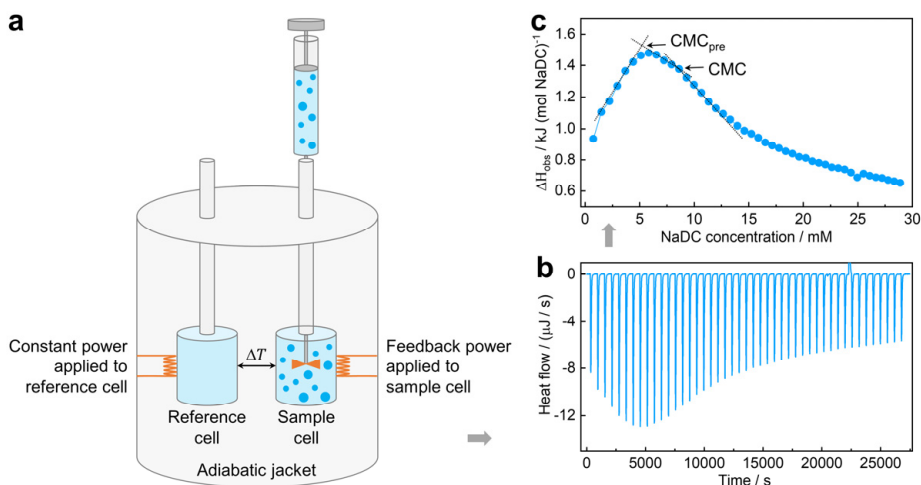 a
Constant power
applied to
reference cell
ΔT
Feedback power
applied to
sample cell
Reference
cell
Sample
cell
Adiabatic jacket
c
ΔH_obs / kJ (mol NaDC)⁻¹
1.6
1.4
1.2
1.0
0.8
0.6
CMC_pre
CMC
0 5 10 15 20 25 30
NaDC concentration / mM
b
Heat flow / (μJ / s)
0
-4
-8
-12
0 5000 10000 15000 20000 25000
Time / s